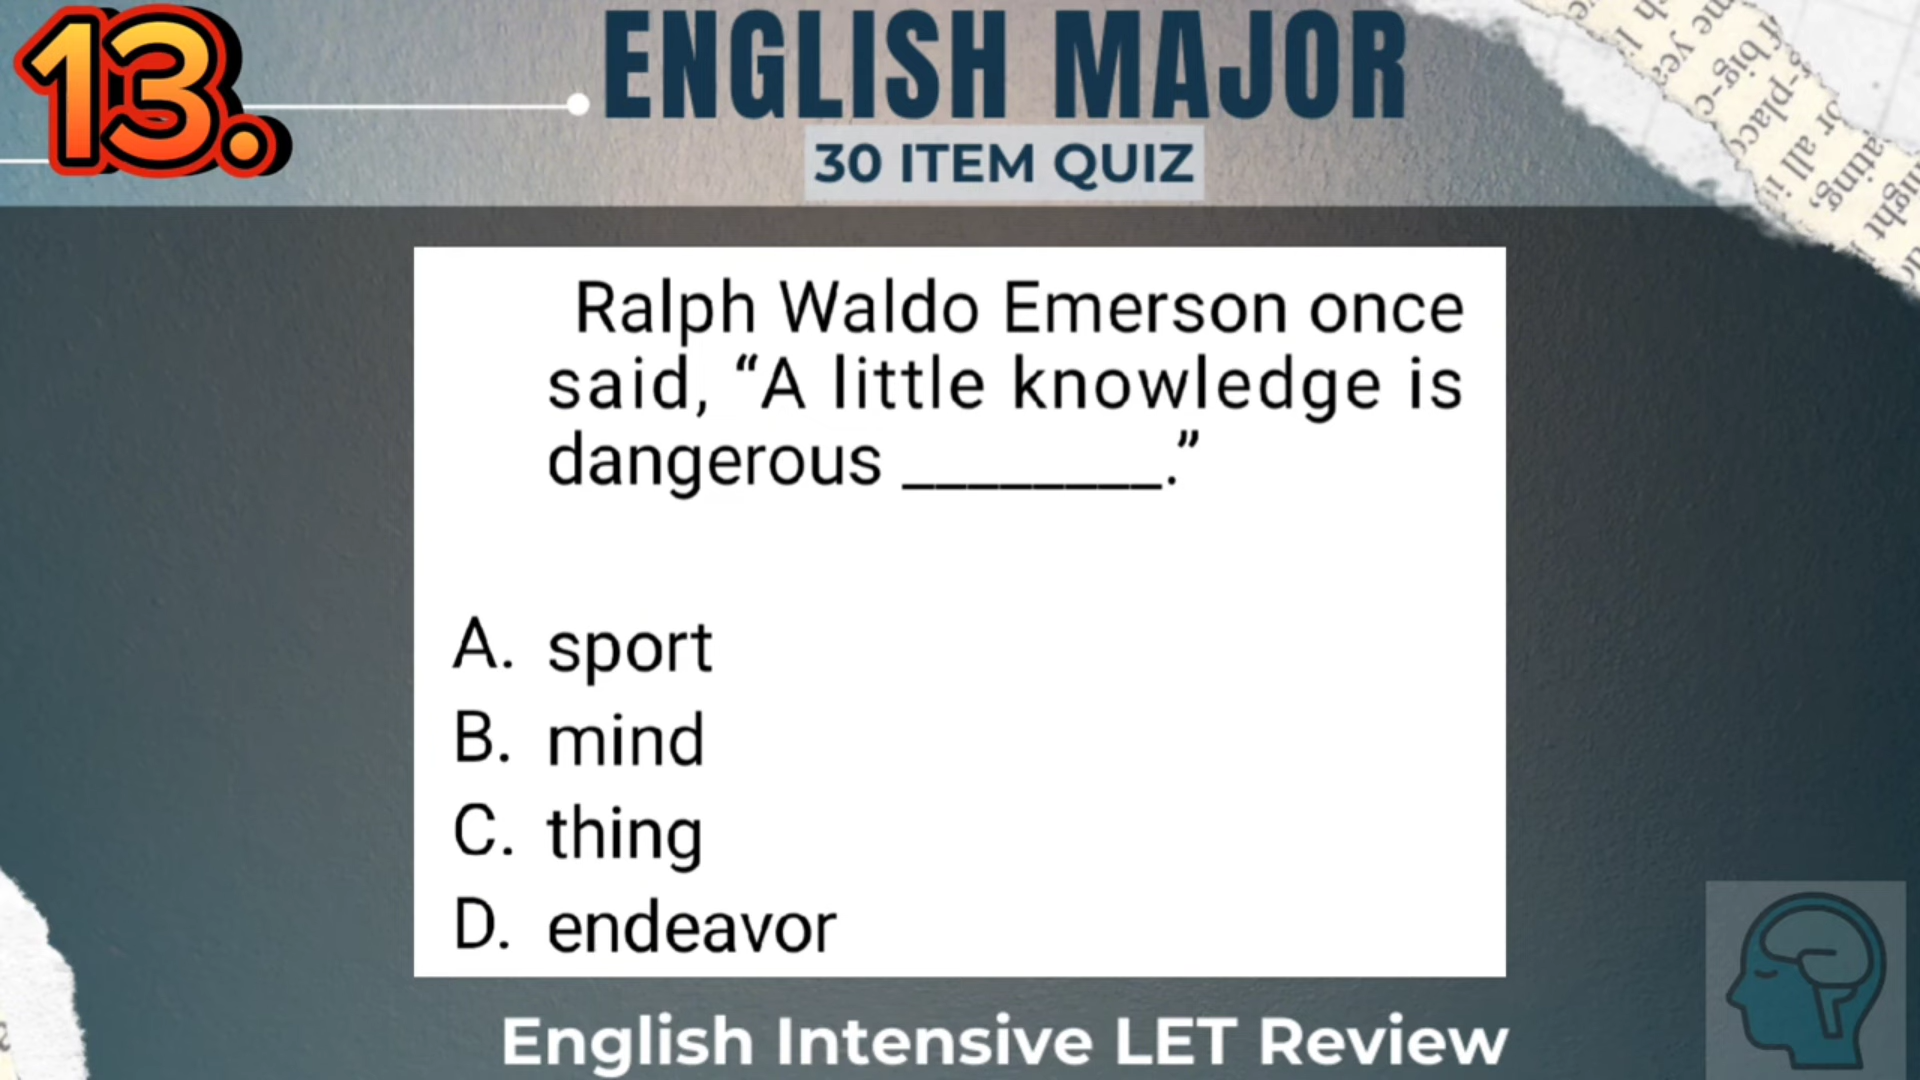 13.
ENGLISH MAJOR
30 ITEM QUIZ
Ralph Waldo Emerson once
said, “A little knowledge is
dangerous ________.”
A. sport
B. mind
C. thing
D. endeavor
English Intensive LET Review